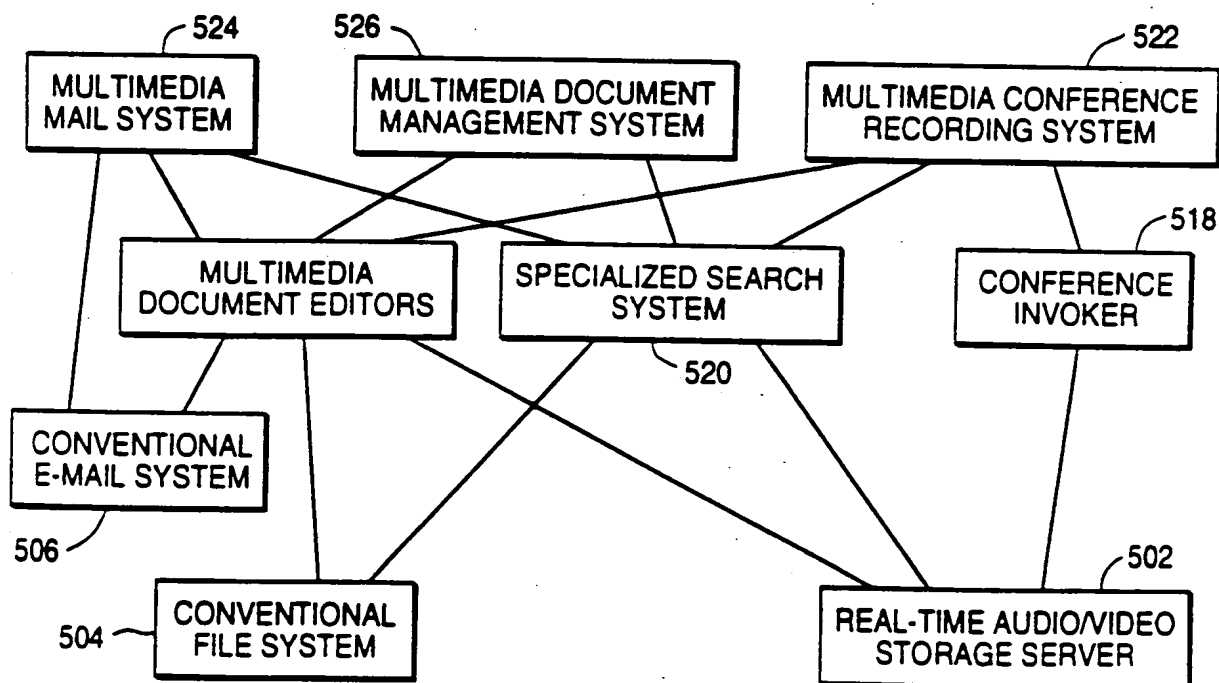 524
526
522
MULTIMEDIA
MAIL SYSTEM
MULTIMEDIA DOCUMENT
MANAGEMENT SYSTEM
MULTIMEDIA CONFERENCE
RECORDING SYSTEM
518
MULTIMEDIA
DOCUMENT EDITORS
SPECIALIZED SEARCH
SYSTEM
CONFERENCE
INVOKER
520
CONVENTIONAL
E-MAIL SYSTEM
506
502
504
CONVENTIONAL
FILE SYSTEM
REAL-TIME AUDIO/VIDEO
STORAGE SERVER